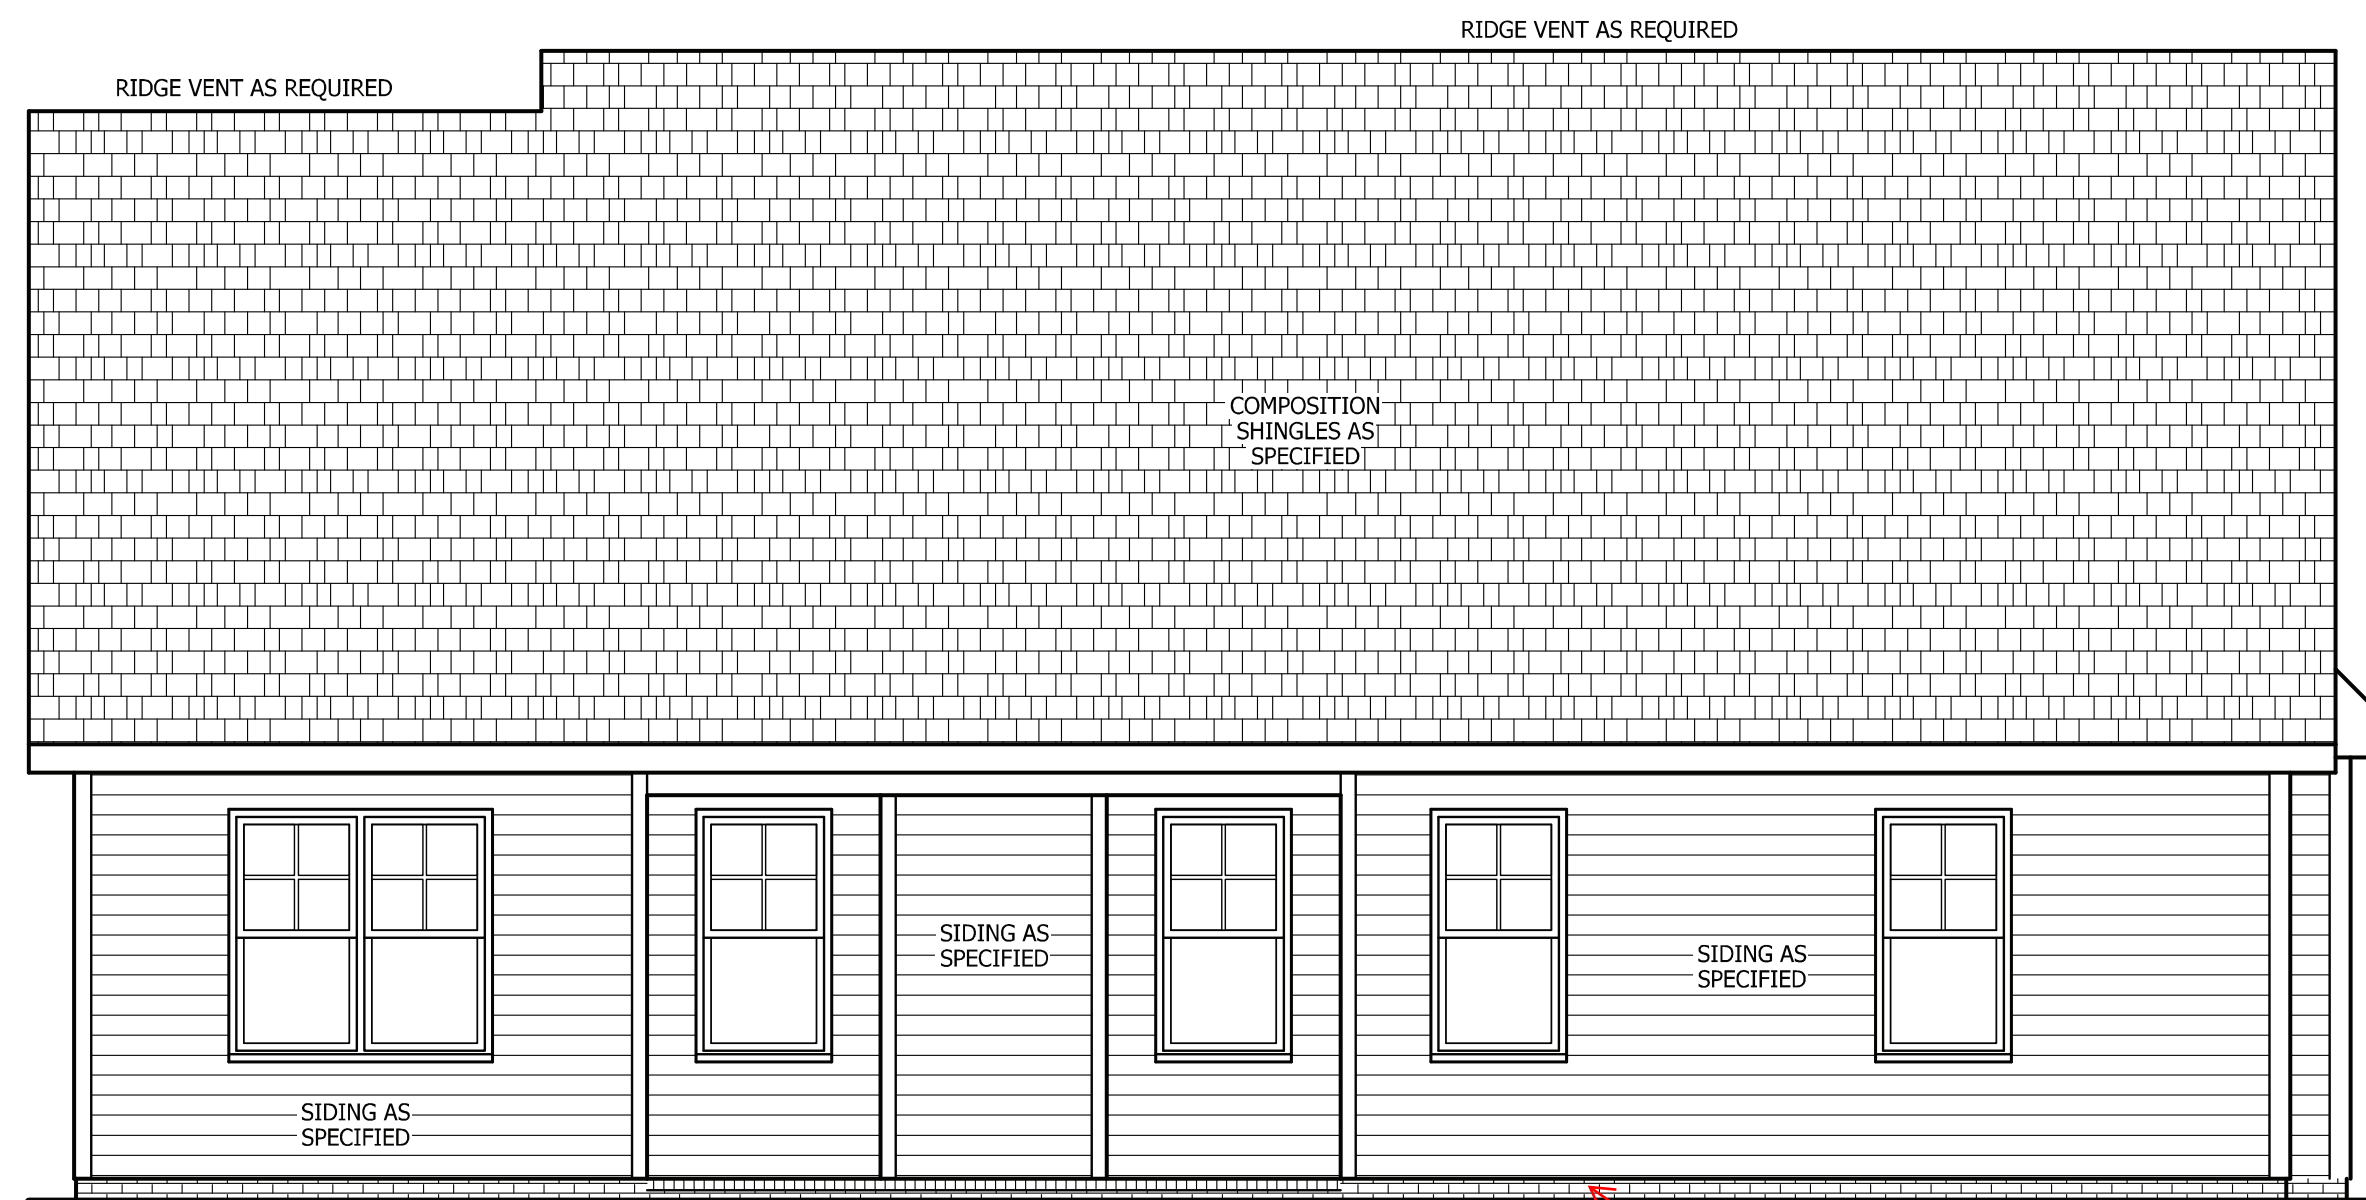 RIDGE VENT AS REQUIRED
RIDGE VENT AS REQUIRED
COMPOSITION
SHINGLES AS
SPECIFIED
SIDING AS
SPECIFIED
SIDING AS
SPECIFIED
SIDING AS
SPECIFIED